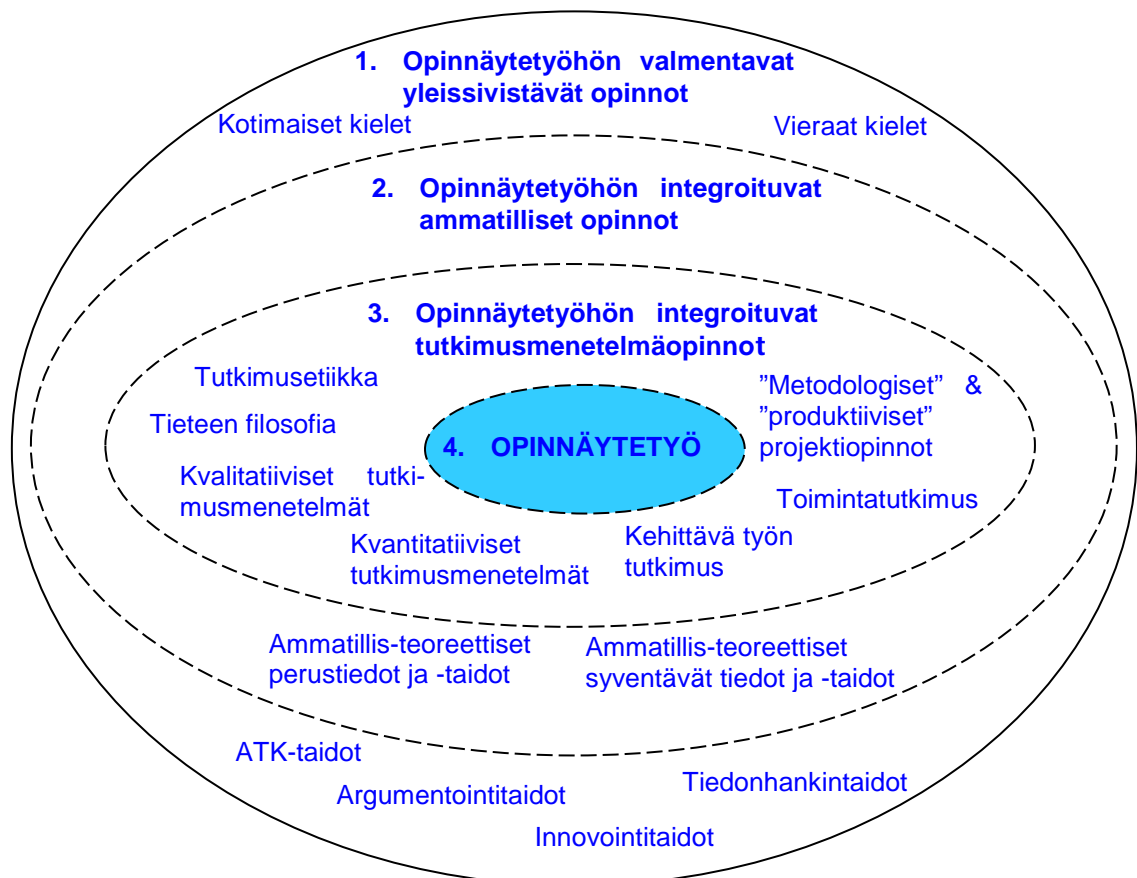 1. Opinnäytetyöhön valmentavat
yleissivistävät opinnot
Kotimaiset kielet
Vieraat kielet
2. Opinnäytetyöhön integroituvat
ammatilliset opinnot
3. Opinnäytetyöhön integroituvat
tutkimusmenetelmäopinnot
Tutkimusetiikka
Tieteen filosofia
Kvalitatiiviset tutki-
musmenetelmät
Kvantitatiiviset
tutkimusmenetelmät
4. OPINNÄYTETYÖ
”Metodologiset” &
”produktiiviset”
projektiopinnot
Toimintatutkimus
Kehittävä työn
tutkimus
Ammatillis-teoreettiset
perustiedot ja -taidot
Ammatillis-teoreettiset
syventävät tiedot ja -taidot
ATK-taidot
Argumentointitaidot
Tiedonhankintaidot
Innovointitaidot